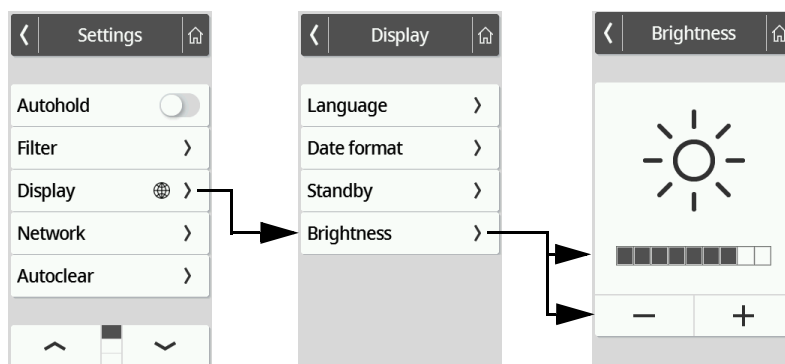 Settings
Autohold
Filter
Display
Network
Autoclear
Display
Language
Date format
Standby
Brightness
Brightness